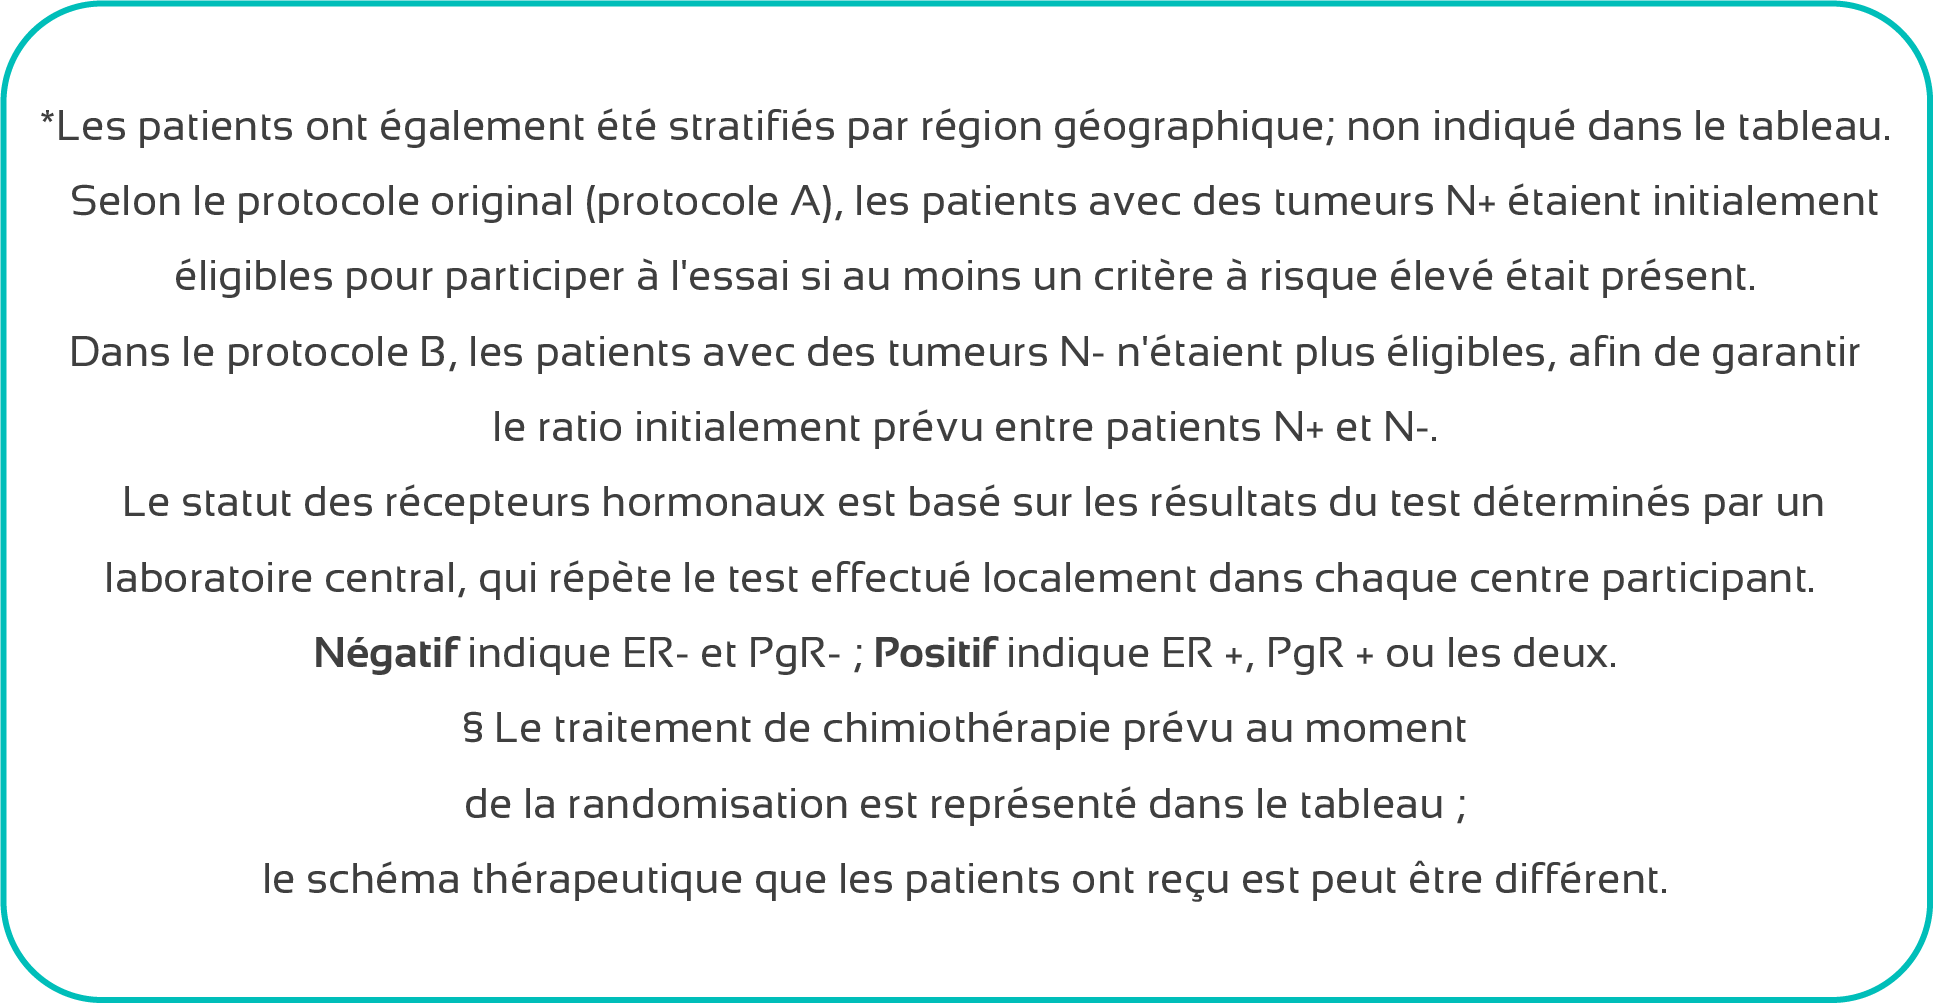 *Les patients ont également été stratifiés par région géographique; non indiqué dans le tableau.
Selon le protocole original (protocole A), les patients avec des tumeurs N+ étaient initialement
éligibles pour participer à l'essai si au moins un critère à risque élevé était présent.
Dans le protocole B, les patients avec des tumeurs N- n'étaient plus éligibles, afin de garantir
le ratio initialement prévu entre patients N+ et N-.
Le statut des récepteurs hormonaux est basé sur les résultats du test déterminés par un
laboratoire central, qui répète le test effectué localement dans chaque centre participant.
Négatif indique ER- et PgR- ; Positif indique ER +, PgR + ou les deux.
§ Le traitement de chimiothérapie prévu au moment
de la randomisation est représenté dans le tableau ;
le schéma thérapeutique que les patients ont reçu est peut être différent.